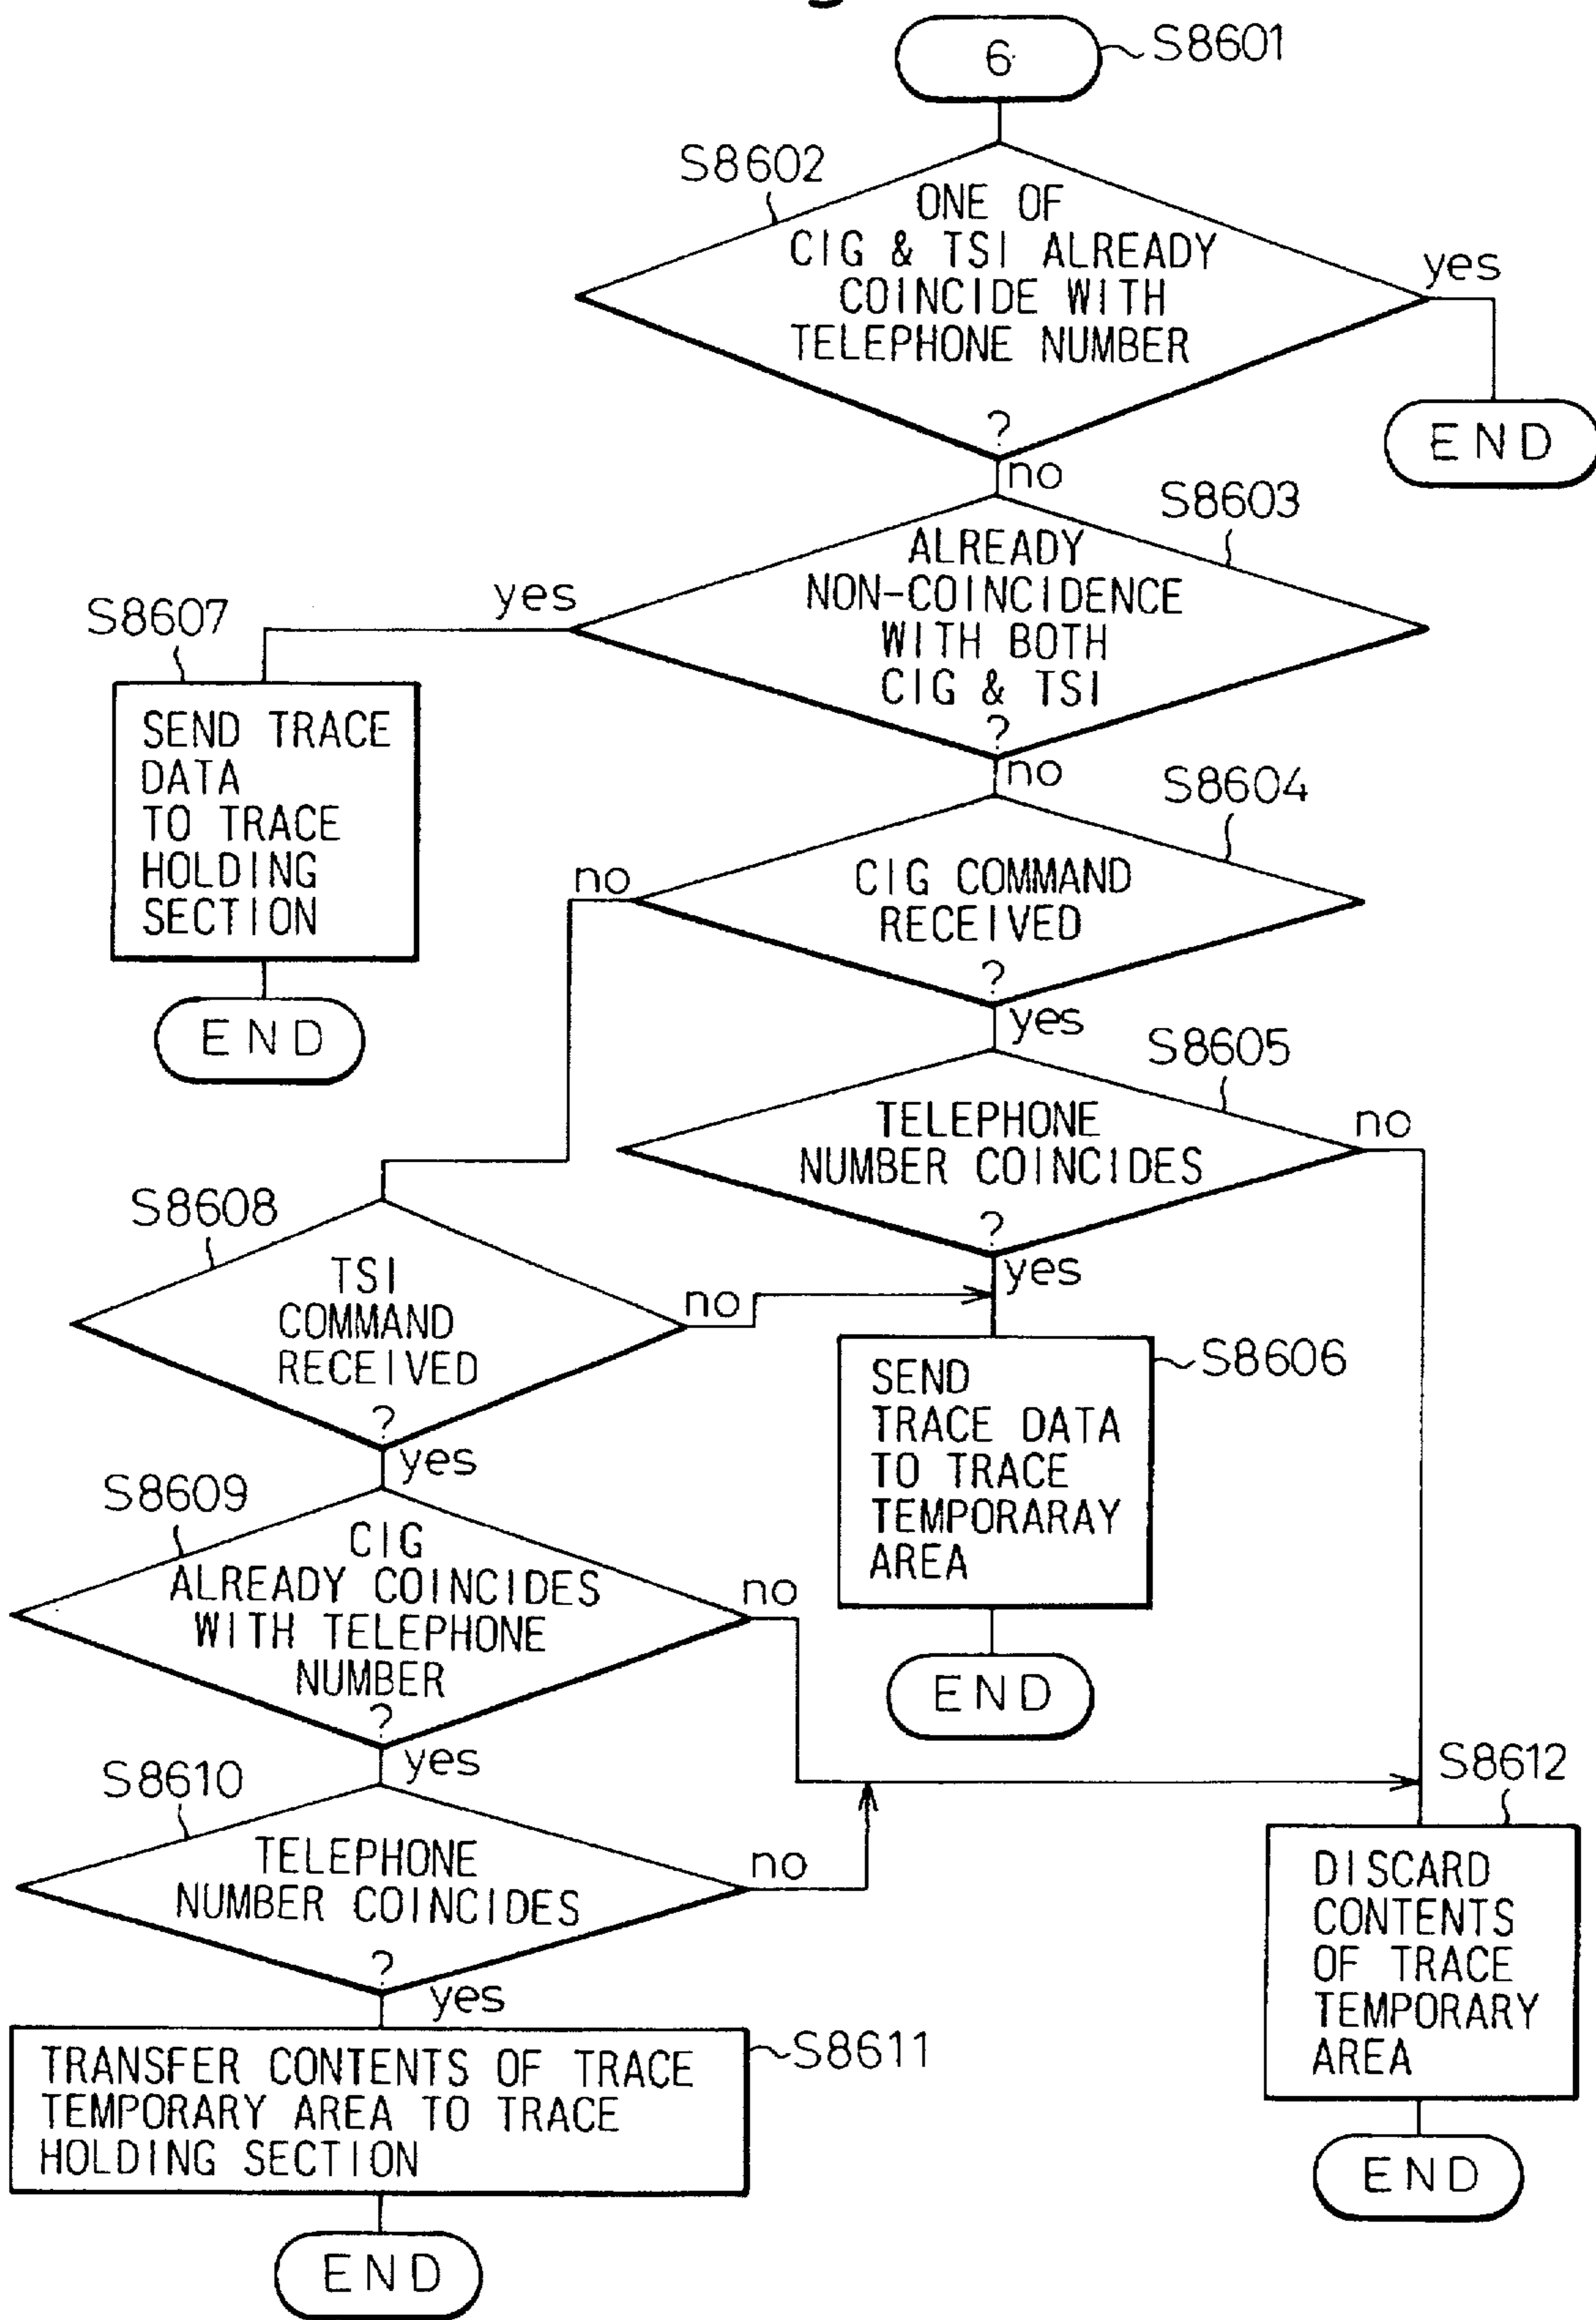 6
S8601
S8602
ONE OF
CIG & TSI ALREADY
COINCIDE WITH
TELEPHONE NUMBER
?
yes
END
no
S8603
ALREADY
NON-COINCIDENCE
WITH BOTH
CIG & TSI
?
yes
S8607
SEND TRACE
DATA
TO TRACE
HOLDING
SECTION
END
no
S8604
CIG COMMAND
RECEIVED
?
no
yes
S8605
TELEPHONE
NUMBER COINCIDES
?
no
yes
S8608
TSI
COMMAND
RECEIVED
?
no
yes
S8606
SEND
TRACE DATA
TO TRACE
TEMPORARAY
AREA
END
S8609
CIG
ALREADY COINCIDES
WITH TELEPHONE
NUMBER
?
no
yes
S8610
TELEPHONE
NUMBER COINCIDES
?
no
yes
S8612
DISCARD
CONTENTS
OF TRACE
TEMPORARY
AREA
END
S8611
TRANSFER CONTENTS OF TRACE
TEMPORARY AREA TO TRACE
HOLDING SECTION
END